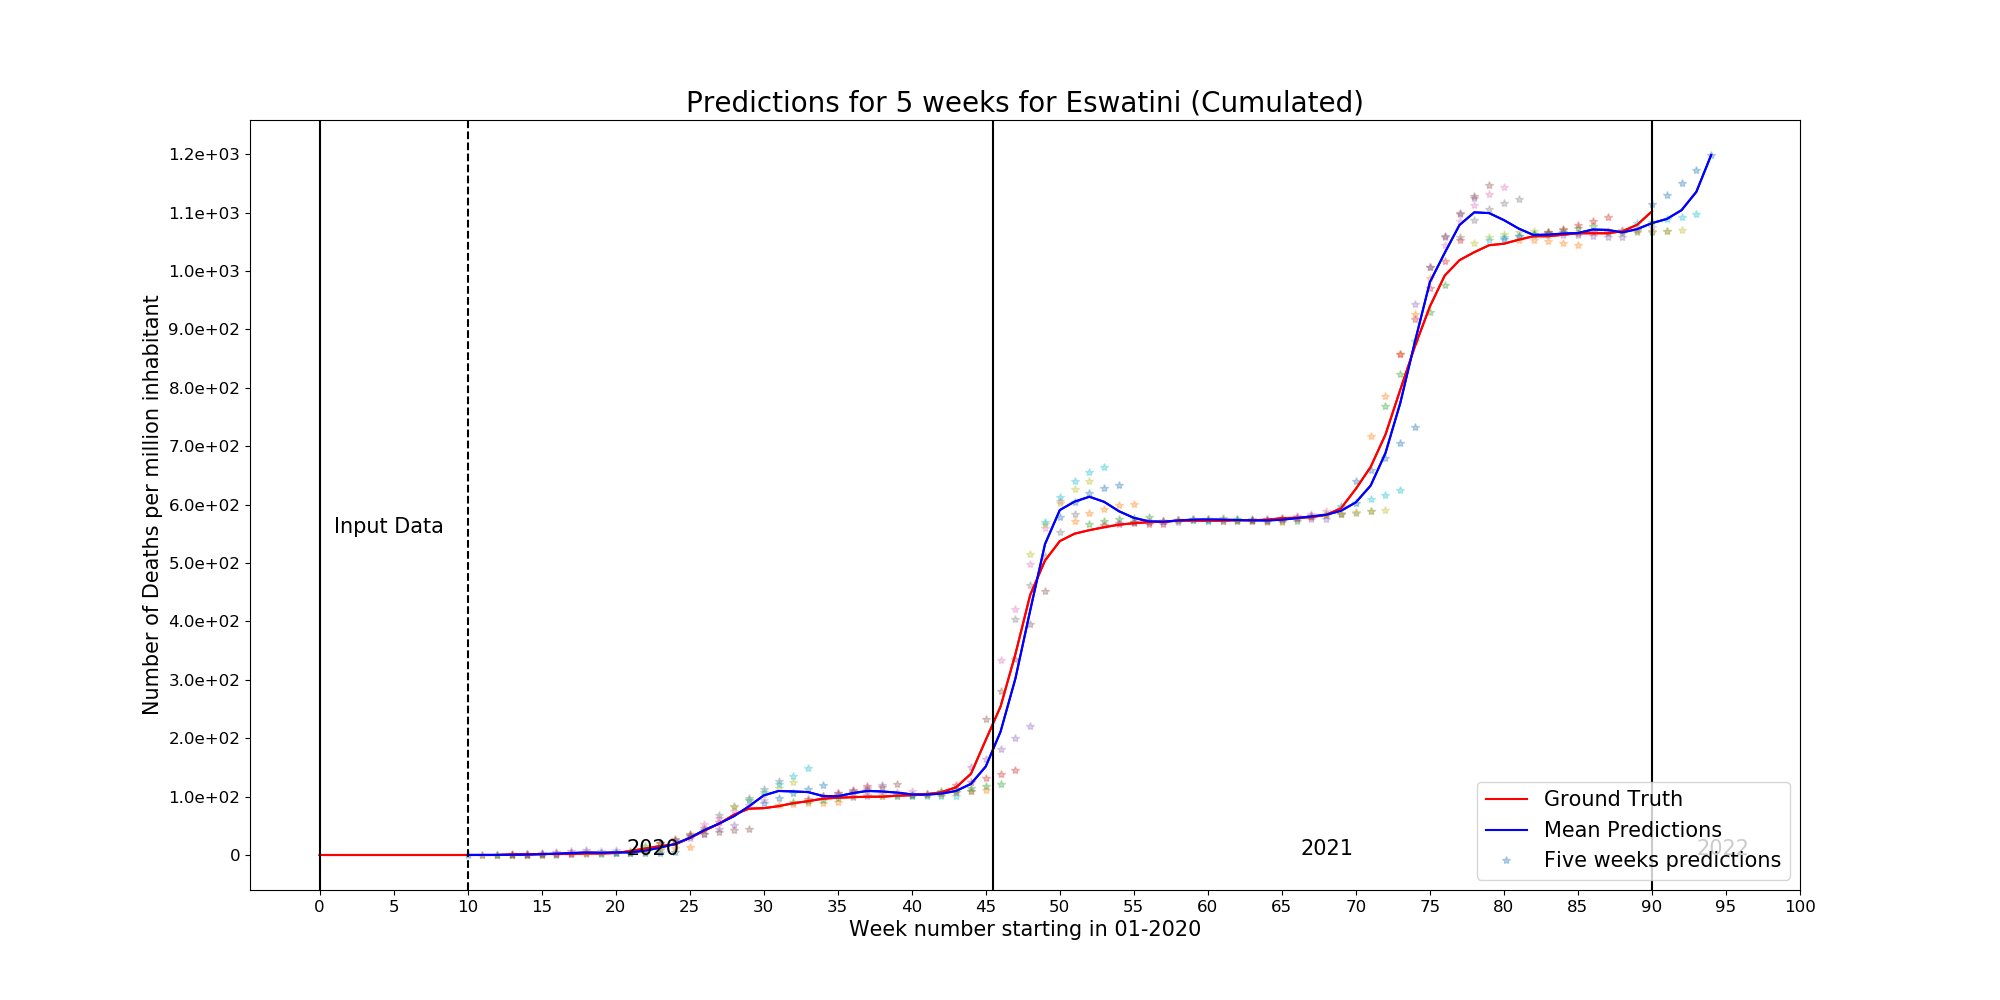 Predictions for 5 weeks for Eswatini (Cumulated)
Number of Deaths per million inhabitant
1.2e+03
1.1e+03
1.0e+03
9.0e+02
8.0e+02
7.0e+02
6.0e+02
5.0e+02
4.0e+02
3.0e+02
2.0e+02
1.0e+02
0
Input Data
2020
2021
2022
Ground Truth
Mean Predictions
Five weeks predictions
0 5 10 15 20 25 30 35 40 45 50 55 60 65 70 75 80 85 90 95 100
Week number starting in 01-2020